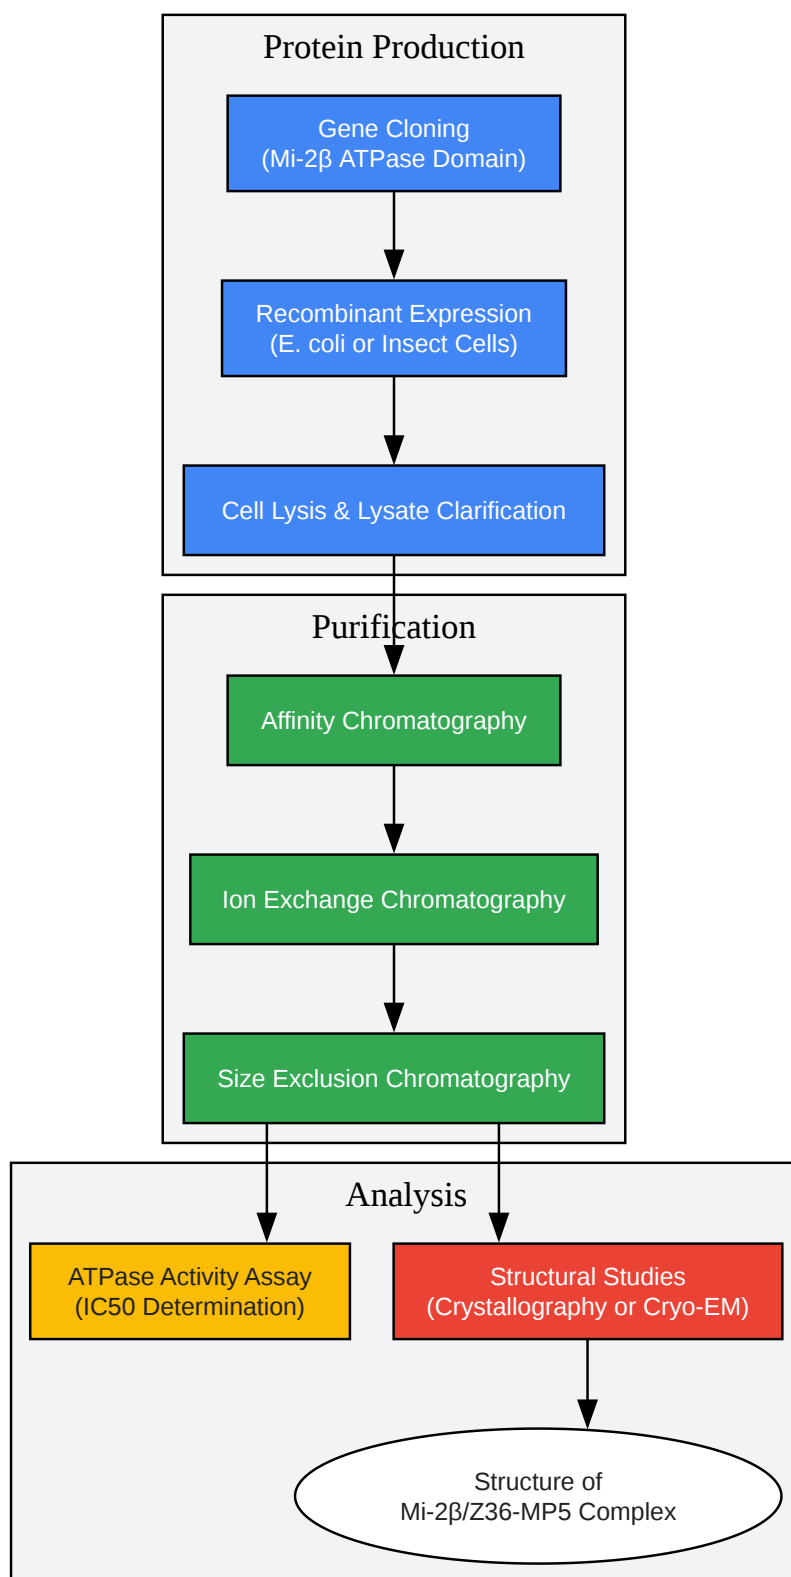 Protein Production
Gene Cloning
(Mi-2β ATPase Domain)
Recombinant Expression
(E. coli or Insect Cells)
Cell Lysis & Lysate Clarification
Purification
Affinity Chromatography
Ion Exchange Chromatography
Size Exclusion Chromatography
Analysis
ATPase Activity Assay
(IC50 Determination)
Structural Studies
(Crystallography or Cryo-EM)
Structure of
Mi-2β/Z36-MP5 Complex